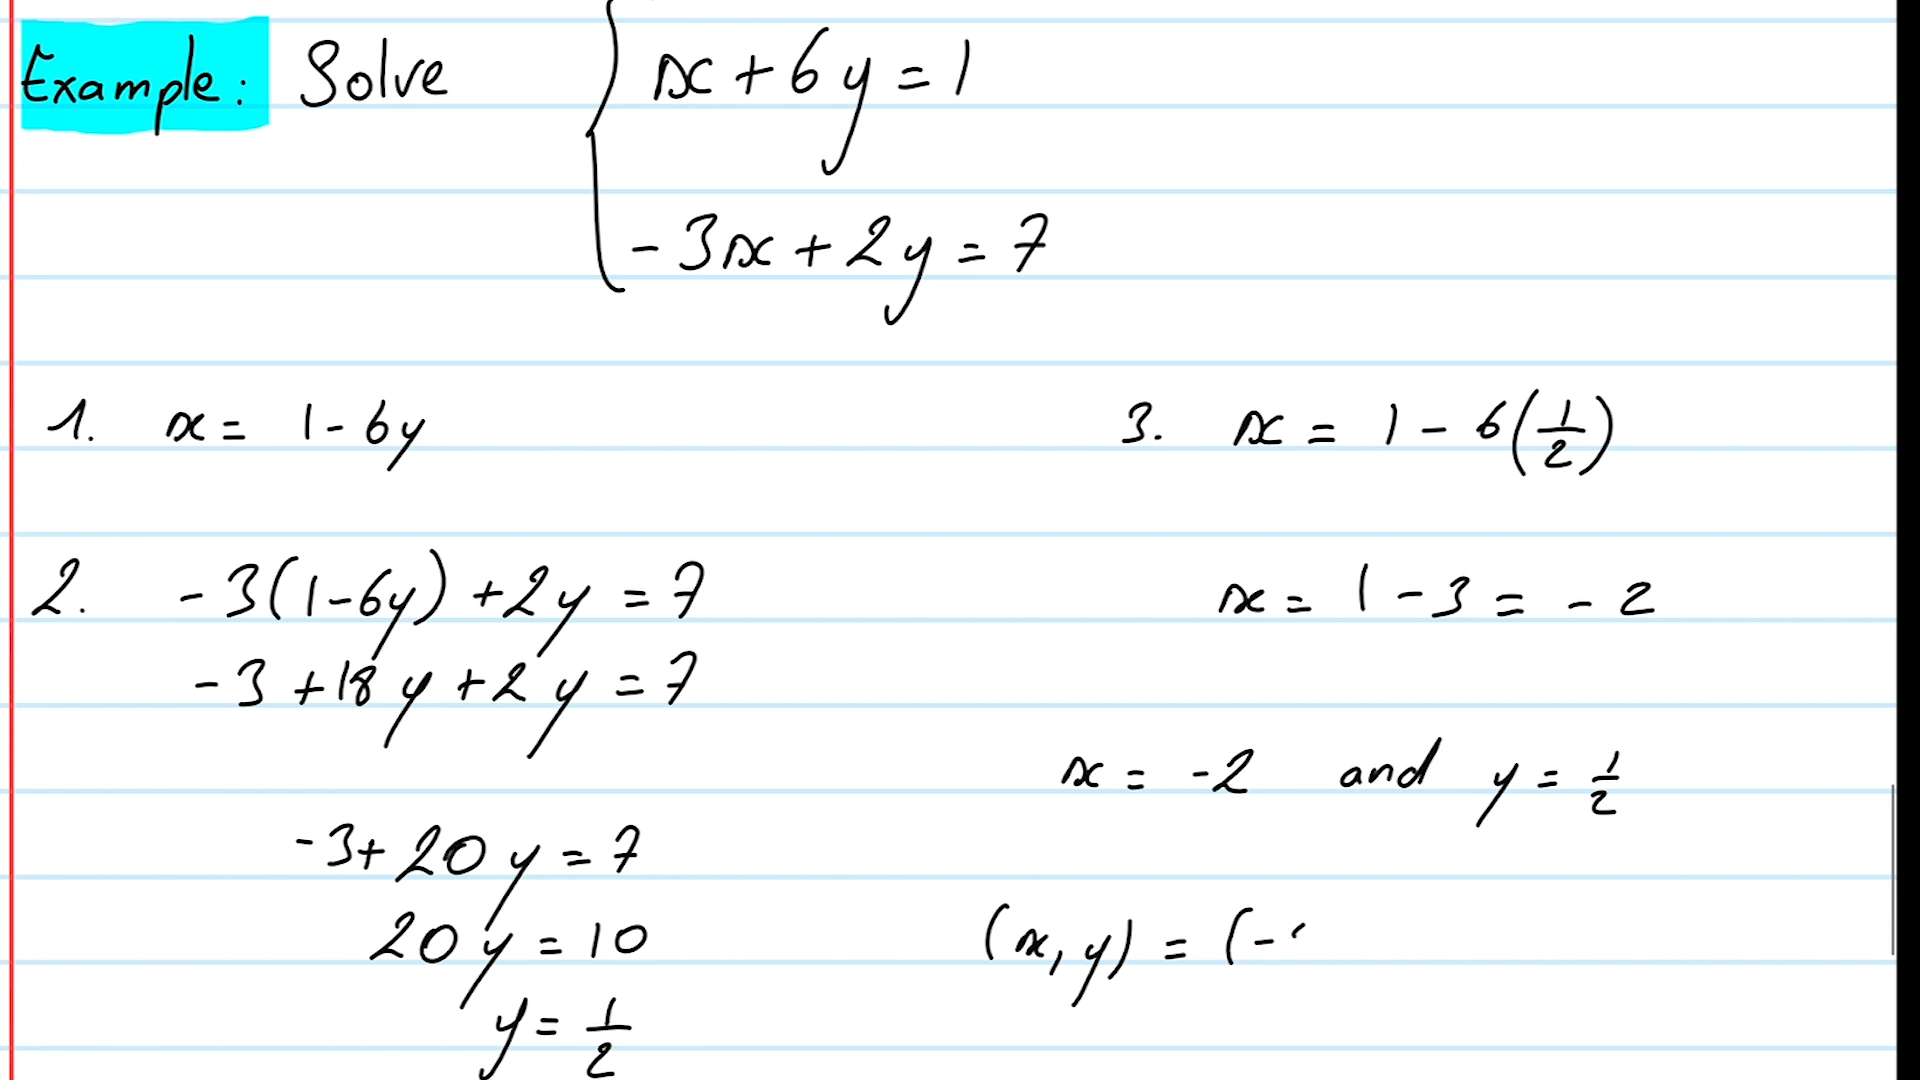 Example: Solve { x + 6y = 1
-3x + 2y = 7
1. x = 1 - 6y
2. -3(1-6y) + 2y = 7
-3 + 18y + 2y = 7
-3 + 20y = 7
20y = 10
y = 1/2
3. x = 1 - 6(1/2)
x = 1 - 3 = -2
x = -2 and y = 1/2
(x, y) = (-